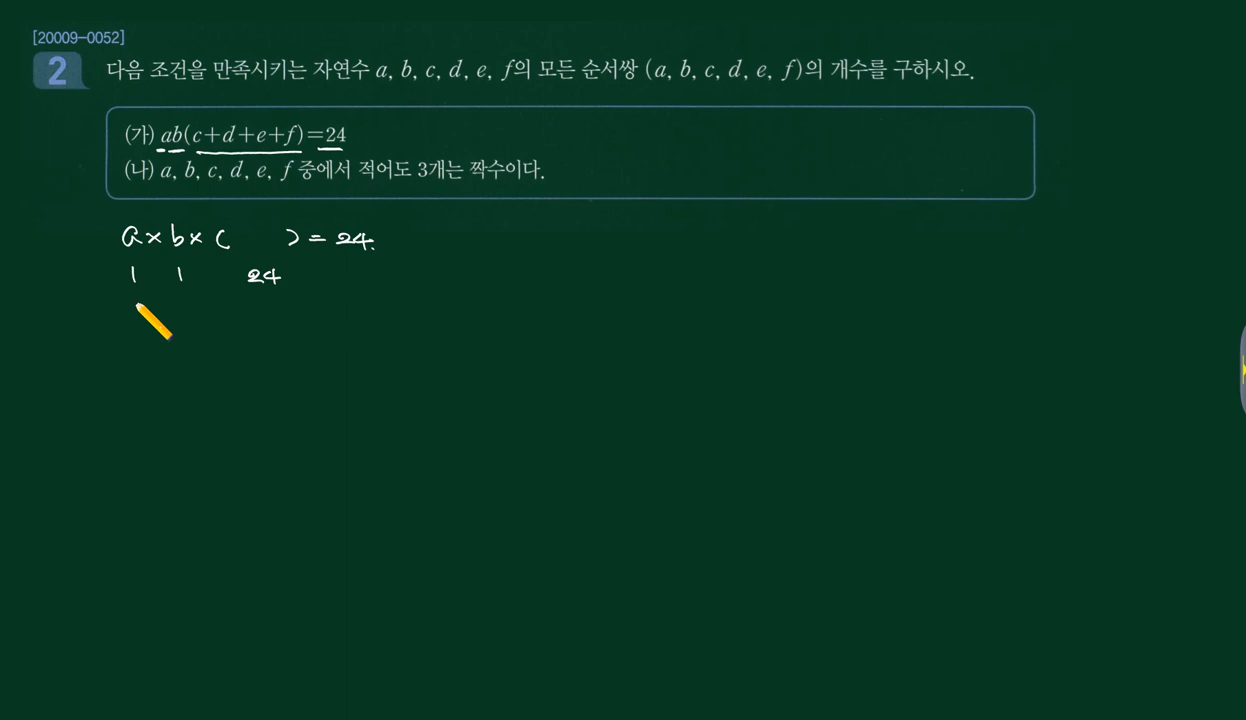 [20009-0052]
2 다음 조건을 만족시키는 자연수 a, b, c, d, e, f의 모든 순서쌍 (a, b, c, d, e, f)의 개수를 구하시오.
(가) ab(c+d+e+f)=24
(나) a, b, c, d, e, f 중에서 적어도 3개는 짝수이다.
a × b × ( ) = 24.
1 1 24